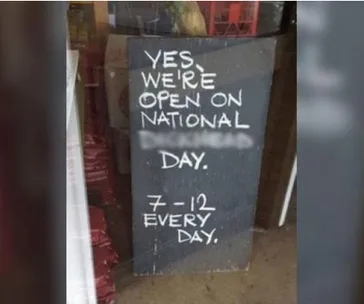 YES,
WE'RE
OPEN ON
NATIONAL
DAY.
7-12
EVERY
DAY.